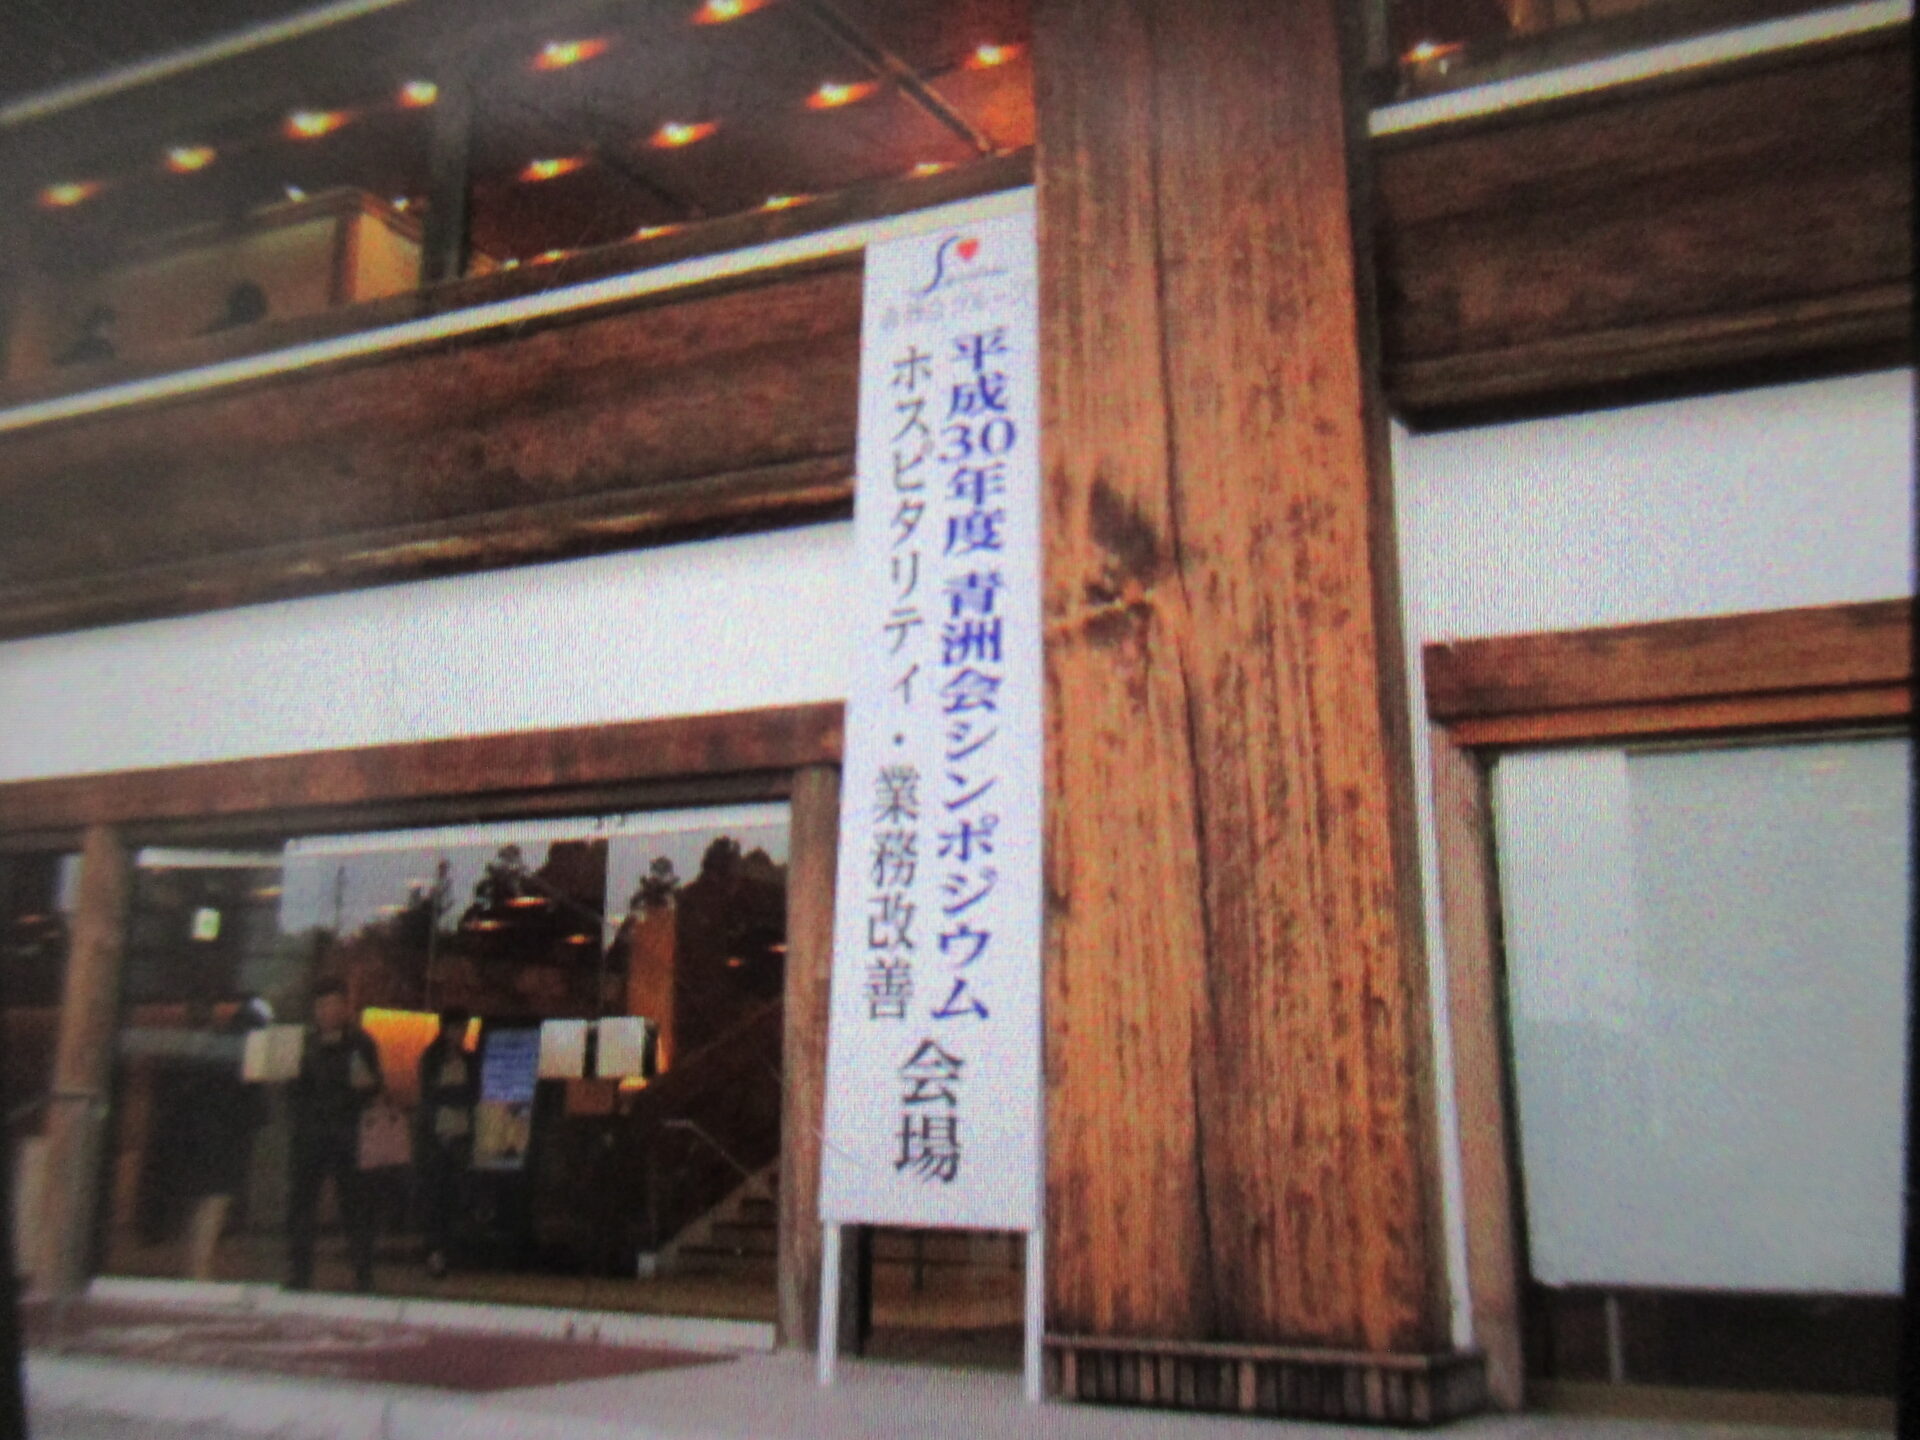 平成30年度 青洲会シンポジウム
ホスピタリティ・業務改善
会場